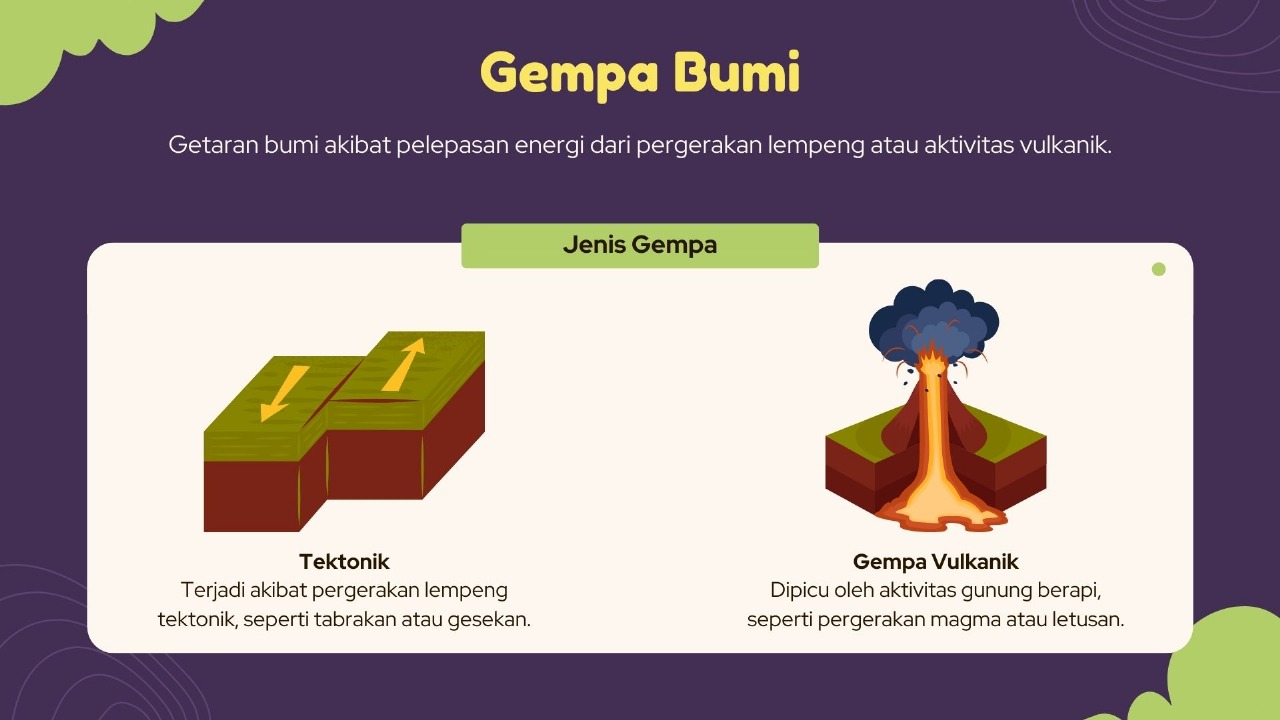 Gempa Bumi
Getaran bumi akibat pelepasan energi dari pergerakan lempeng atau aktivitas vulkanik.
Jenis Gempa
Tektonik
Terjadi akibat pergerakan lempeng
tektonik, seperti tabrakan atau gesekan.
Gempa Vulkanik
Dipicu oleh aktivitas gunung berapi,
seperti pergerakan magma atau letusan.